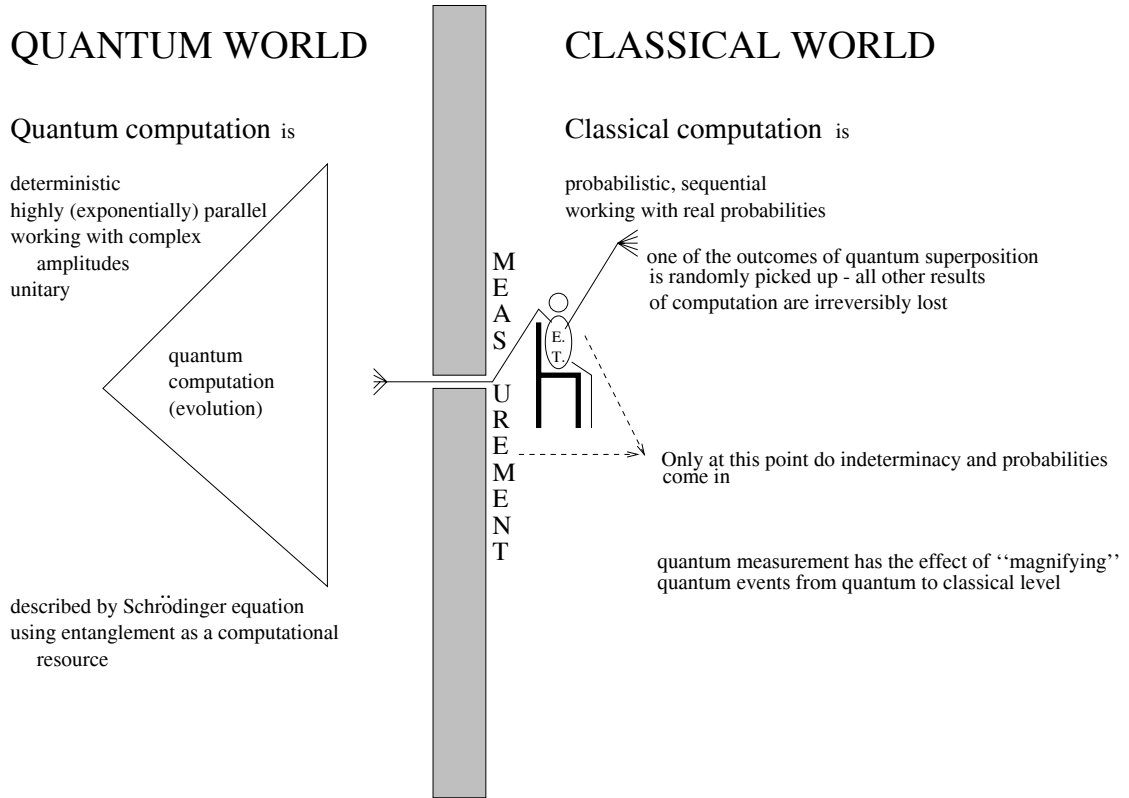 QUANTUM WORLD
Quantum computation is
deterministic
highly (exponentially) parallel
working with complex
amplitudes
unitary
quantum
computation
(evolution)
described by Schrödinger equation
using entanglement as a computational
resource
MEAS UREMENT
E.
T.
CLASSICAL WORLD
Classical computation is
probabilistic, sequential
working with real probabilities
one of the outcomes of quantum superposition
is randomly picked up - all other results
of computation are irreversibly lost
Only at this point do indeterminacy and probabilities
come in
quantum measurement has the effect of ‘‘magnifying’’
quantum events from quantum to classical level